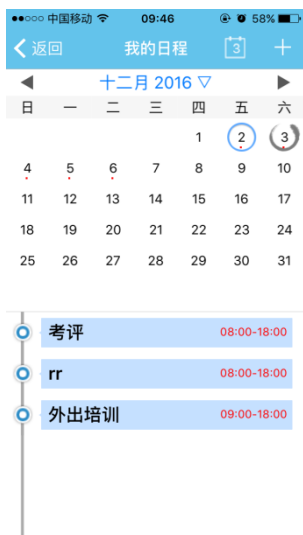 中国移动 09:46 58%
返回 我的日程 3
十二月 2016
日 一 二 三 四 五 六
1 2 3
4 5 6 7 8 9 10
11 12 13 14 15 16 17
18 19 20 21 22 23 24
25 26 27 28 29 30 31
考评 08:00-18:00
rr 08:00-18:00
外出培训 09:00-18:00